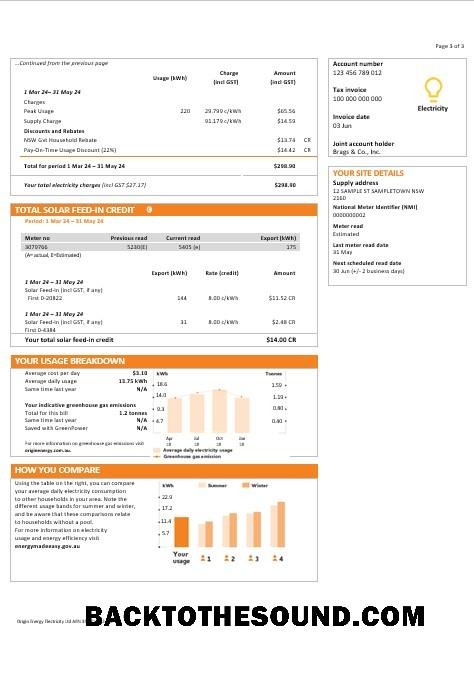 Page 3 of 3
...Continued from the previous page
Usage (kWh) Charge (incl GST) Amount (incl GST)
1 Mar 24– 31 May 24
Charges
Peak Usage 220 29.799 c/kWh $65.56
Supply Charge 91.179 c/kWh $14.59
Discounts and Rebates
NSW Gvt Household Rebate $13.74 CR
Pay-On-Time Usage Discount (22%) $14.42 CR
Total for period 1 Mar 24 – 31 May 24 $298.90
Your total electricity charges (incl GST $27.17) $298.90
TOTAL SOLAR FEED-IN CREDIT
Period: 1 Mar 24 – 31 May 24
Meter no Previous read Current read Export (kWh)
3079766 5230(E) 5405 (e) 175
(A= actual, E=Estimated)
Export (kWh) Rate (credit) Amount
1 Mar 24– 31 May 24
Solar Feed-in (incl GST, if any)
First 0-20822 144 8.00 c/kWh $11.52 CR
1 Mar 24– 31 May 24
Solar Feed-in (incl GST, if any) 31 8.00 c/kWh $2.48 CR
First 0-4384
Your total solar feed-in credit $14.00 CR
YOUR USAGE BREAKDOWN
Average cost per day $3.10
Average daily usage 13.75 kWh
Same time last year N/A
Your indicative greenhouse gas emissions
Total for this bill 1.2 tonnes
Same time last year N/A
Saved with GreenPower N/A
For more information on greenhouse gas emissions visit
originenergy.com.au.
kWh Tonnes
18.6 1.59
14.0 1.19
9.3 0.80
4.7 0.40
Apr Jul Oct Jan
18 18 18 18
Average daily electricity usage
Greenhouse gas emission
HOW YOU COMPARE
Using the table on the right, you can compare
your average daily electricity consumption
to other households in your area. Note the
different usage bands for summer and winter,
and be aware that these comparisons relate
to households without a pool.
For more information on electricity
usage and energy efficiency visit
energymadeeasy.gov.au
kWh Summer Winter
22.9
17.2
11.4
5.7
Your usage 1 2 3 4
Account number
123 456 789 012
Tax invoice
100 000 000 000
Electricity
Invoice date
03 Jun
Joint account holder
Brags & Co., Inc.
YOUR SITE DETAILS
Supply address
12 SAMPLE ST SAMPLETOWN NSW
2160
National Meter Identifier (NMI)
0000000002
Meter read
Estimated
Last meter read date
31 May
Next scheduled read date
30 Jun (+/- 2 business days)
Origin Energy Electricity Ltd ABN
BACKTOTHESOUND.COM